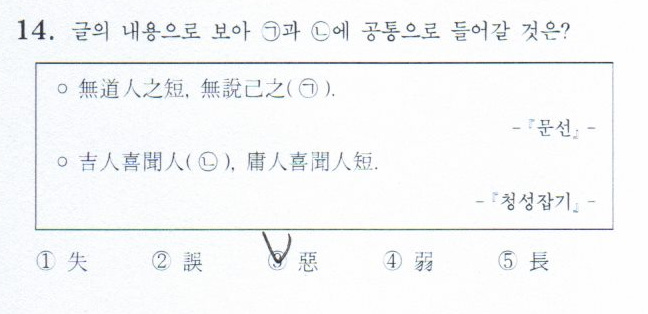 14. 글의 내용으로 보아 ㉠과 ㉡에 공통으로 들어갈 것은?
○ 無道人之短, 無說己之( ㉠ ).
-『문선』-
○ 吉人喜聞人( ㉡ ), 庸人喜聞人短.
-『청성잡기』-
① 失 ② 誤 ③ 惡 ④ 弱 ⑤ 長